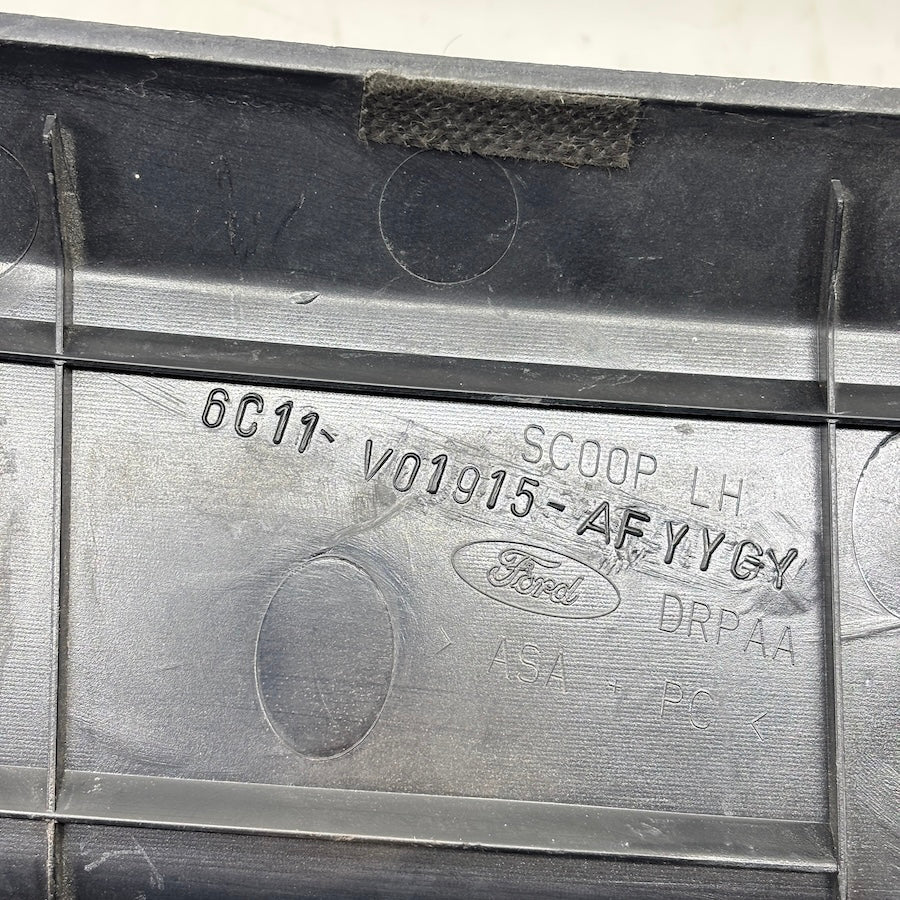 SCOOP LH
6C11-V01915-AFYYGY
Ford
DRPAA
> ASA + PC <